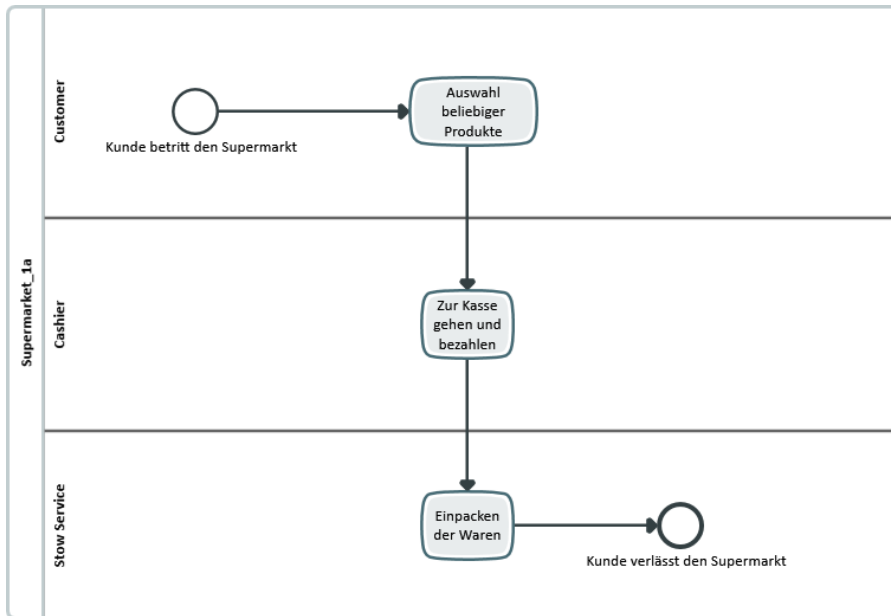 Supermarket_1a
Customer
Kunde betritt den Supermarkt
Auswahl
beliebiger
Produkte
Cashier
Zur Kasse
gehen und
bezahlen
Stow Service
Einpacken
der Waren
Kunde verlässt den Supermarkt